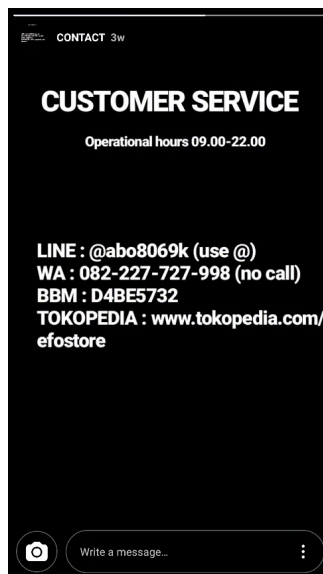 CONTACT 3w
CUSTOMER SERVICE
Operational hours 09.00-22.00
LINE : @abo8069k (use @)
WA : 082-227-727-998 (no call)
BBM : D4BE5732
TOKOPEDIA : www.tokopedia.com/
efostore
Write a message...